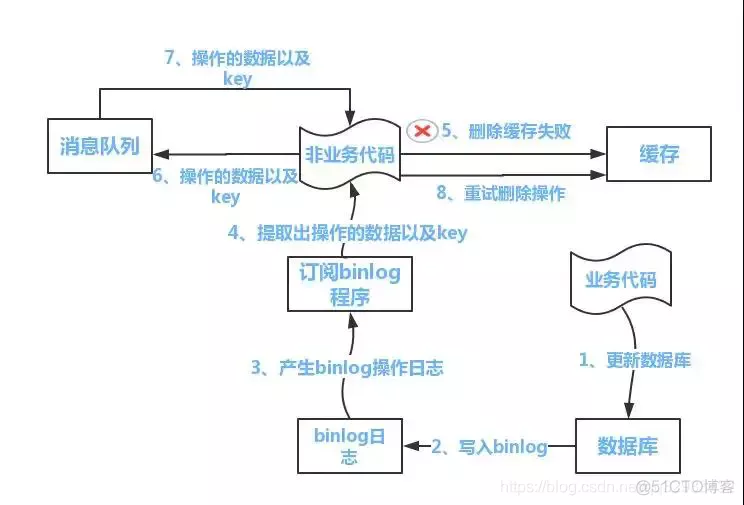 7、操作的数据以及
key
消息队列
非业务代码
5、删除缓存失败
缓存
6、操作的数据以及
key
8、重试删除操作
4、提取出操作的数据以及key
订阅binlog
程序
业务代码
3、产生binlog操作日志
1、更新数据库
binlog日
志
2、写入binlog
数据库
https://blog.csdn.ne
@51CTO博客